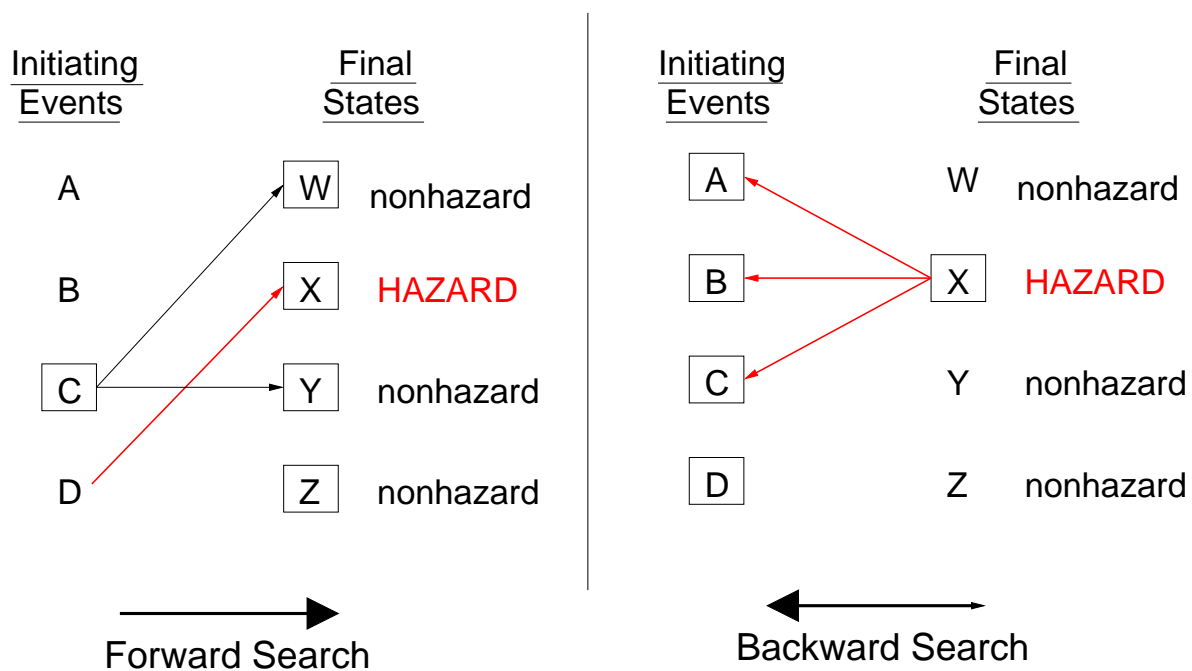 Initiating
Events
Final
States
A
W nonhazard
B
X HAZARD
C
Y nonhazard
D
Z nonhazard
Forward Search
Initiating
Events
Final
States
A
W nonhazard
B
X HAZARD
C
Y nonhazard
D
Z nonhazard
Backward Search